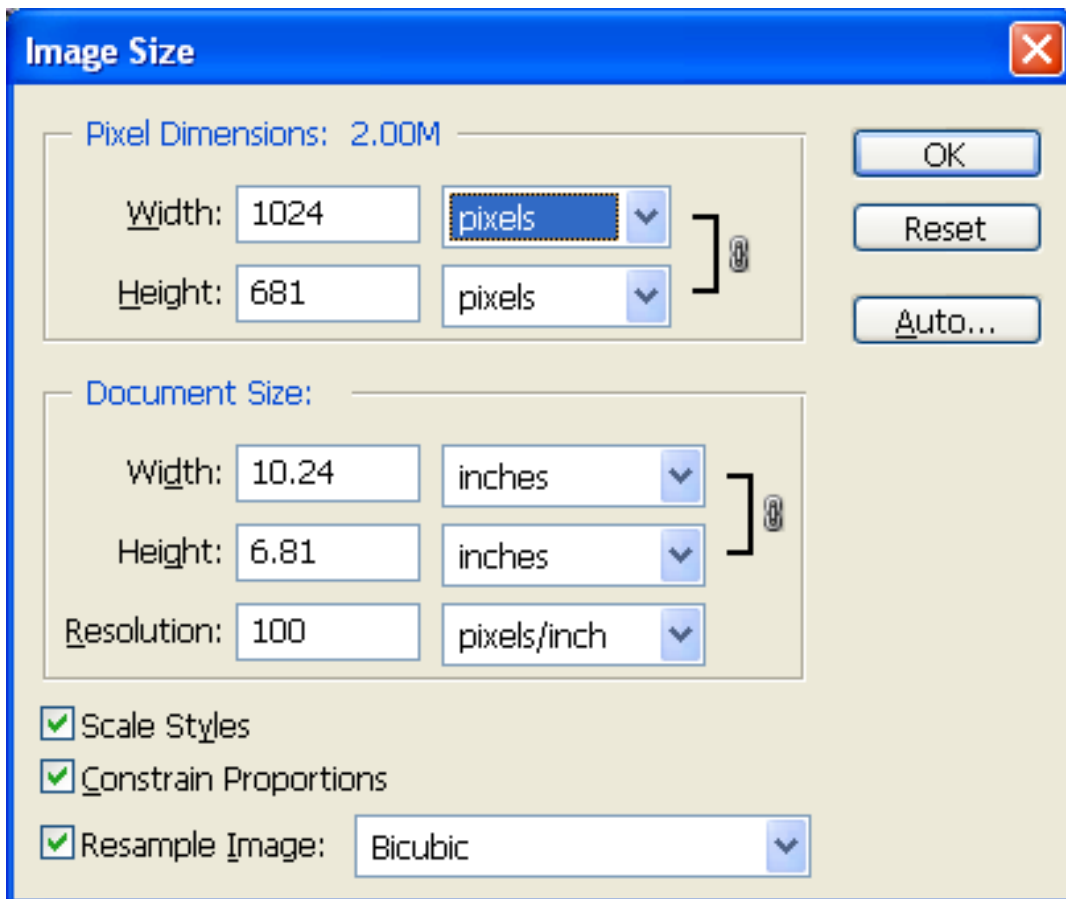 Image Size
Pixel Dimensions: 2.00M
OK
Width: 1024 pixels
Reset
Height: 681 pixels
Auto...
Document Size:
Width: 10.24 inches
Height: 6.81 inches
Resolution: 100 pixels/inch
Scale Styles
Constrain Proportions
Resample Image: Bicubic